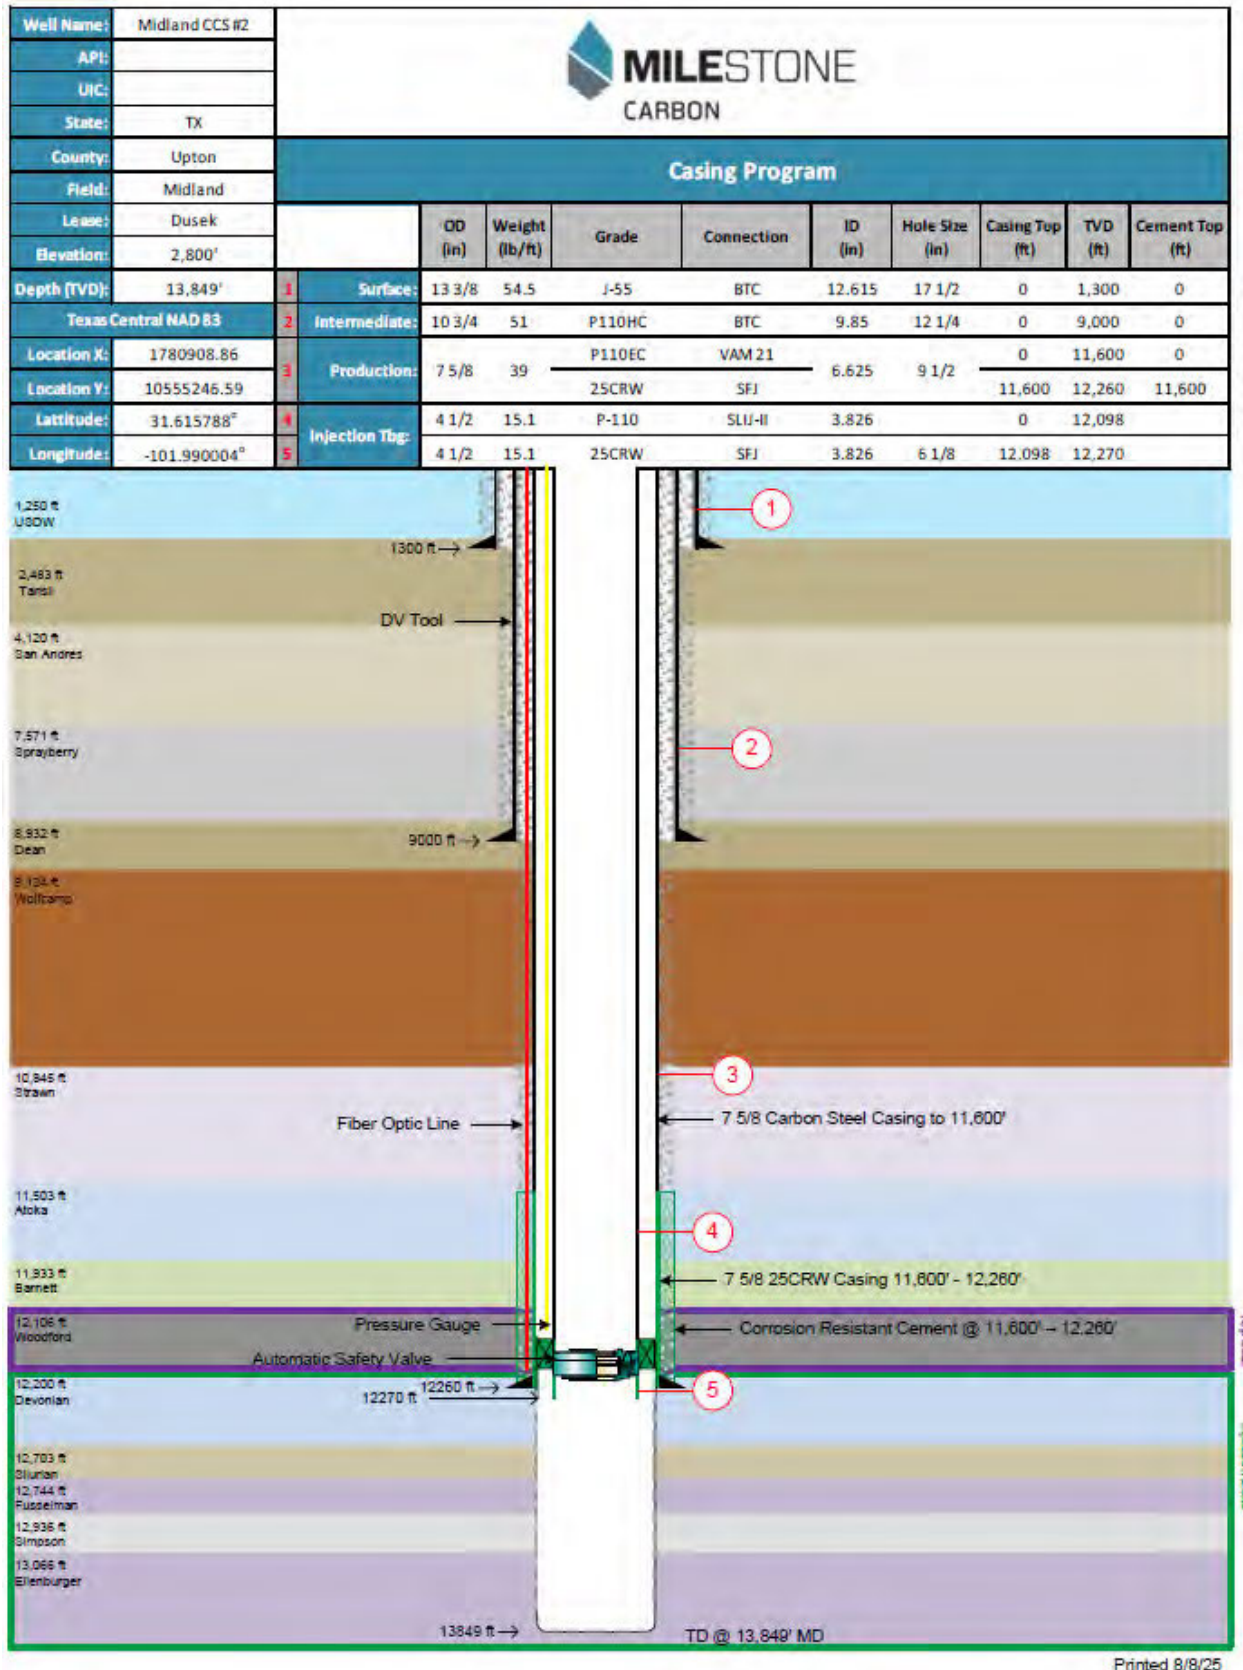 Well Name: Midland CCS #2
API:
UIC:
State: TX
County: Upton
Field: Midland
Lease: Dusek
Elevation: 2,800'
Depth (TVD): 13,849'
Texas Central NAD 83
Location X: 1780908.86
Location Y: 10555246.59
Lattitude: 31.615788°
Longitude: -101.990004°
MILESTONE
CARBON
Casing Program
OD (in) Weight (lb/ft) Grade Connection ID (in) Hole Size (in) Casing Top (ft) TVD (ft) Cement Top (ft)
1 Surface: 13 3/8 54.5 J-55 BTC 12.615 17 1/2 0 1,300 0
2 Intermediate: 10 3/4 51 P110HC BTC 9.85 12 1/4 0 9,000 0
3 Production: 7 5/8 39 P110EC VAM 21 6.625 9 1/2 0 11,600 0
25CRW SFJ 11,600 12,260 11,600
4 Injection Tbg: 4 1/2 15.1 P-110 SLIJ-II 3.826 0 12,098
5 4 1/2 15.1 25CRW SFJ 3.826 6 1/8 12,098 12,270
1,250 ft
USDW
1
1300 ft
2,483 ft
Tansil
DV Tool
4,120 ft
San Andres
7,571 ft
Sprayberry
2
8,932 ft
Dean
9000 ft
Wolfcamp
10,845 ft
Strawn
3
Fiber Optic Line
7 5/8 Carbon Steel Casing to 11,600'
11,503 ft
Atoka
4
11,933 ft
Barnett
7 5/8 25CRW Casing 11,600' - 12,260'
12,106 ft
Woodford
Pressure Gauge
Corrosion Resistant Cement @ 11,600' – 12,260'
Automatic Safety Valve
12,200 ft
Devonian
12260 ft
12270 ft
5
12,703 ft
Silurian
12,744 ft
Fusselman
12,936 ft
Simpson
13,066 ft
Ellenburger
13849 ft
TD @ 13,849' MD
Printed 8/8/25